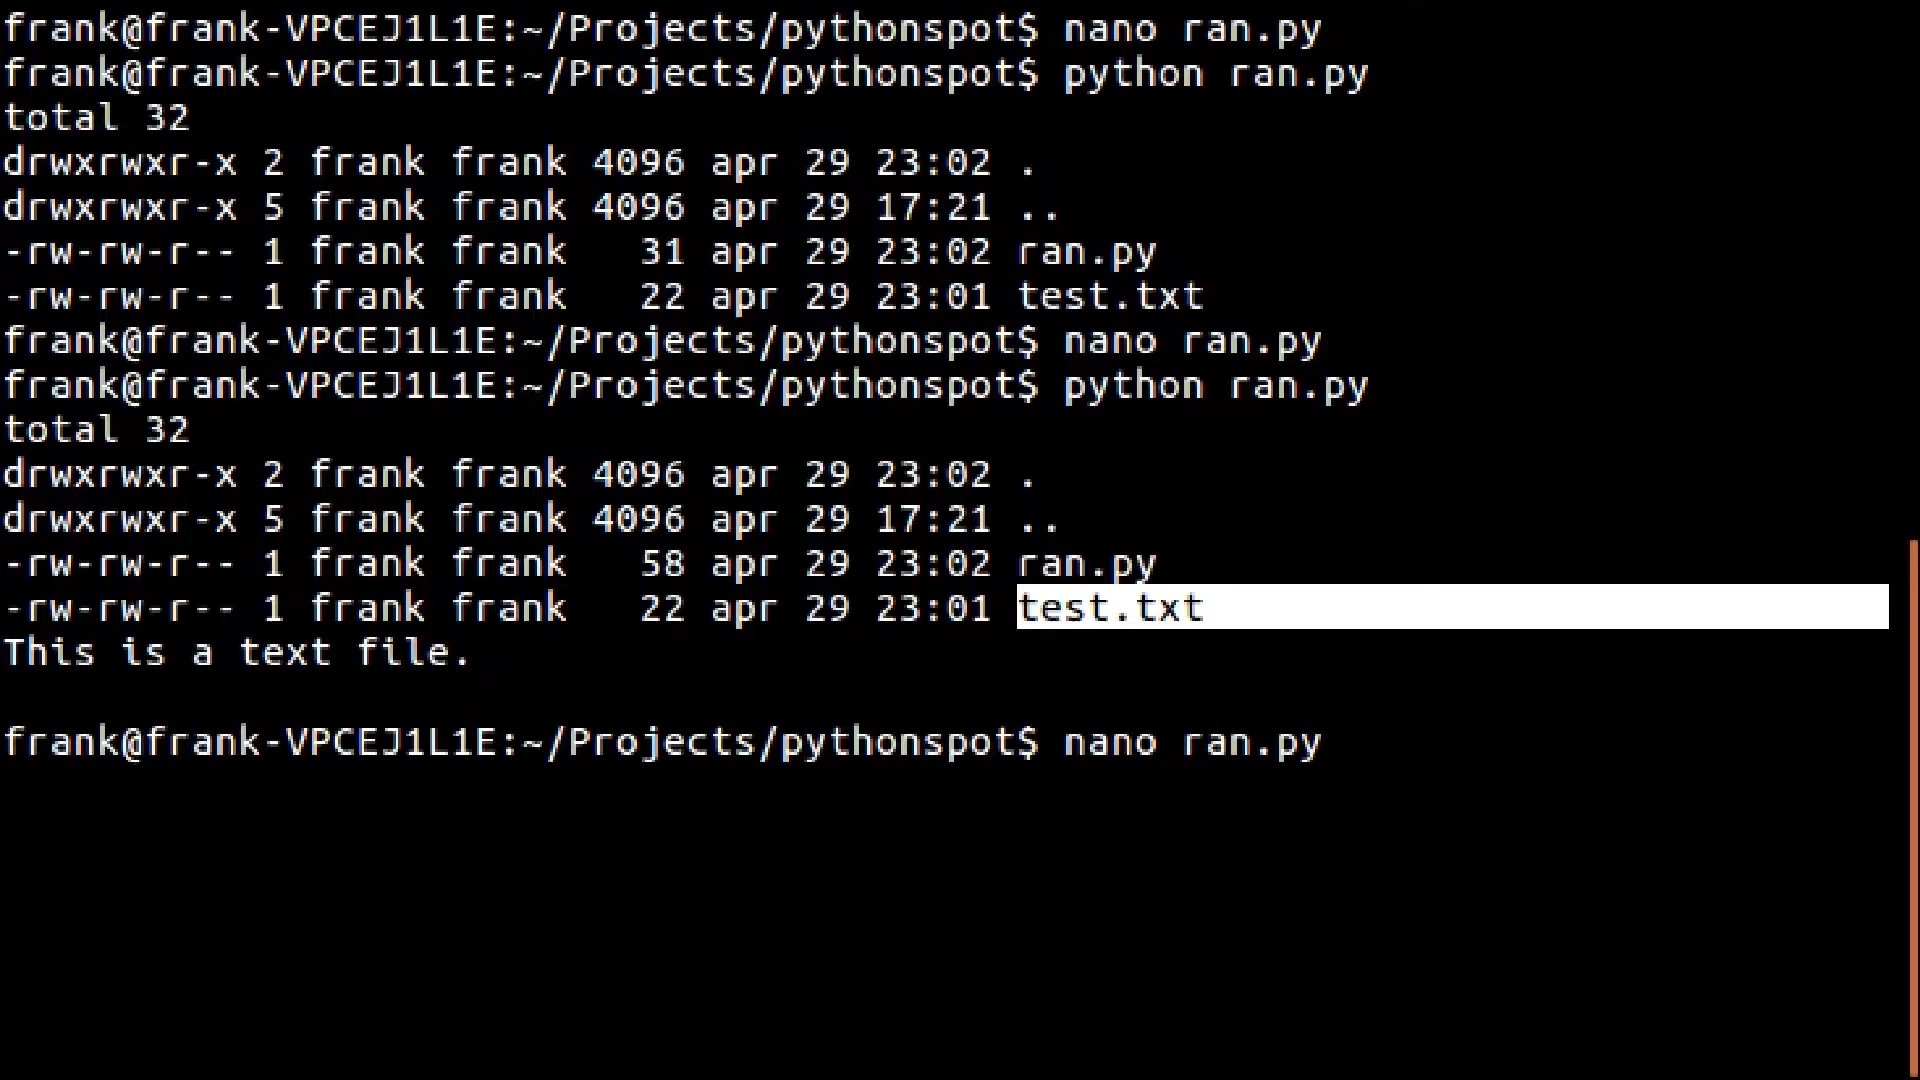 frank@frank-VPCEJ1L1E:~/Projects/pythonspot$ nano ran.py
frank@frank-VPCEJ1L1E:~/Projects/pythonspot$ python ran.py
total 32
drwxrwxr-x 2 frank frank 4096 apr 29 23:02 .
drwxrwxr-x 5 frank frank 4096 apr 29 17:21 ..
-rw-rw-r-- 1 frank frank   31 apr 29 23:02 ran.py
-rw-rw-r-- 1 frank frank   22 apr 29 23:01 test.txt
frank@frank-VPCEJ1L1E:~/Projects/pythonspot$ nano ran.py
frank@frank-VPCEJ1L1E:~/Projects/pythonspot$ python ran.py
total 32
drwxrwxr-x 2 frank frank 4096 apr 29 23:02 .
drwxrwxr-x 5 frank frank 4096 apr 29 17:21 ..
-rw-rw-r-- 1 frank frank   58 apr 29 23:02 ran.py
-rw-rw-r-- 1 frank frank   22 apr 29 23:01 test.txt
This is a text file.

frank@frank-VPCEJ1L1E:~/Projects/pythonspot$ nano ran.py